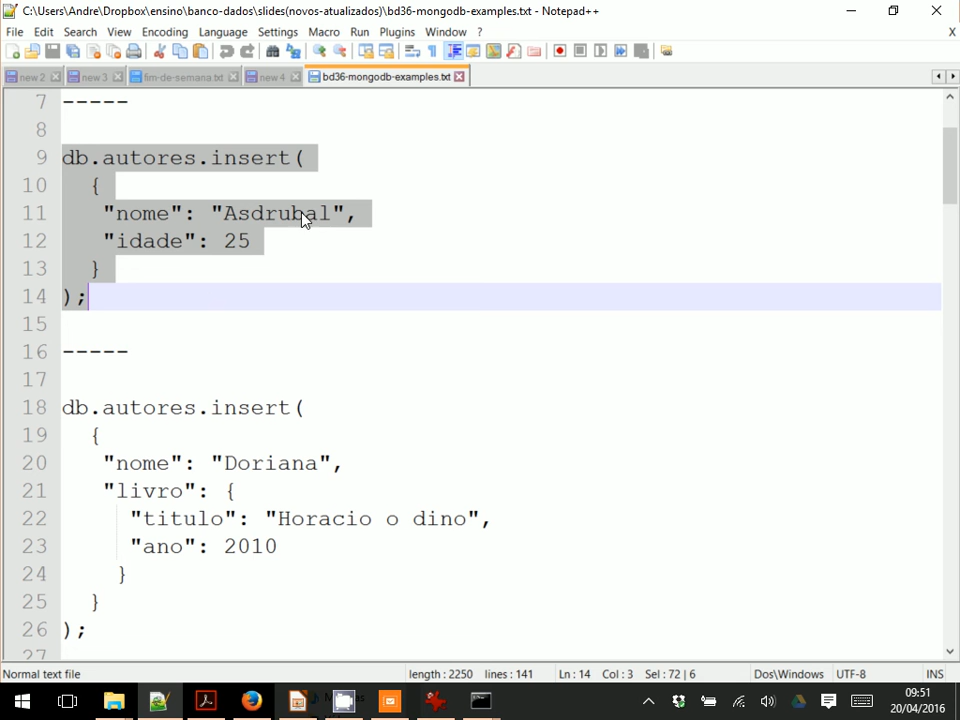 C:\Users\Andre\Dropbox\ensino\banco-dados\slides(novos-atualizados)\bd36-mongodb-examples.txt - Notepad++
File Edit Search View Encoding Language Settings Macro Run Plugins Window ? X
new 2 new 3 fim-de-semana.txt new 4 bd36-mongodb-examples.txt
7 -----
8
9 db.autores.insert(
10 {
11 "nome": "Asdrubal",
12 "idade": 25
13 }
14 );
15
16 -----
17
18 db.autores.insert(
19 {
20 "nome": "Doriana",
21 "livro": {
22 "titulo": "Horacio o dino",
23 "ano": 2010
24 }
25 }
26 );
27
Normal text file length : 2250 lines : 141 Ln : 14 Col : 3 Sel : 72 | 6 Dos\Windows UTF-8 INS
09:51
20/04/2016